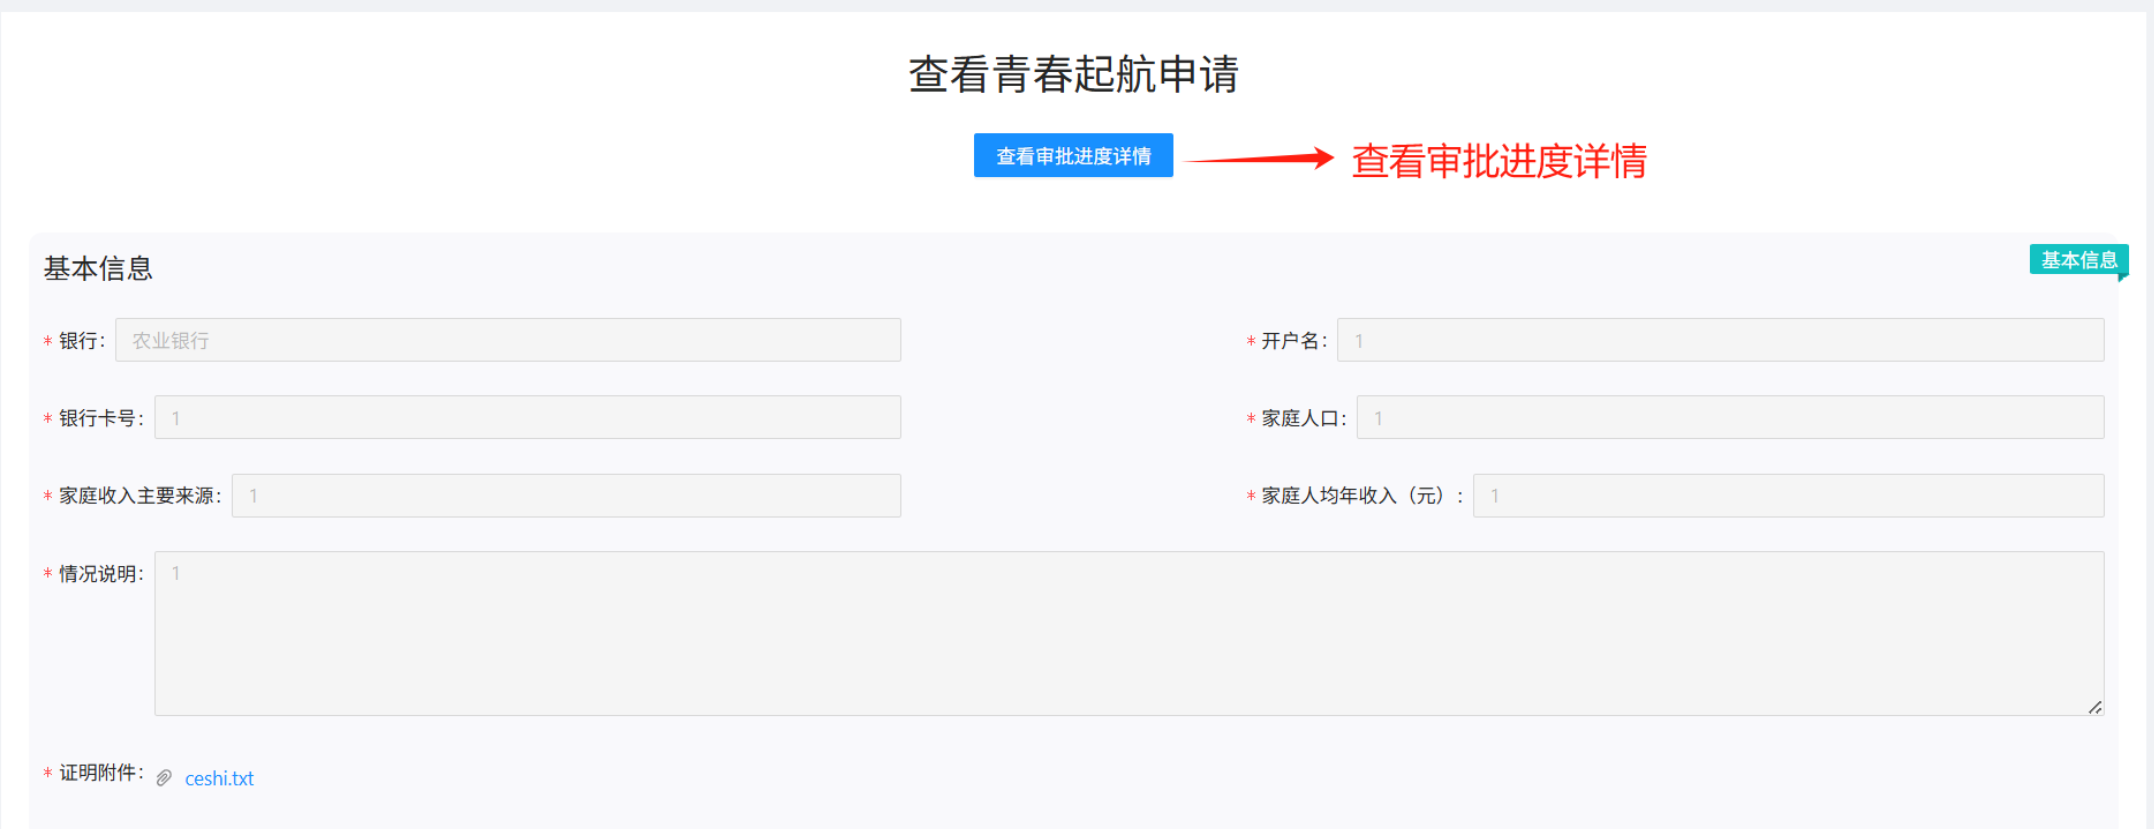 查看青春起航申请
查看审批进度详情 查看审批进度详情
基本信息 基本信息
* 银行: 农业银行 * 开户名: 1
* 银行卡号: 1 * 家庭人口: 1
* 家庭收入主要来源: 1 * 家庭人均年收入（元）: 1
* 情况说明: 1
* 证明附件: ceshi.txt